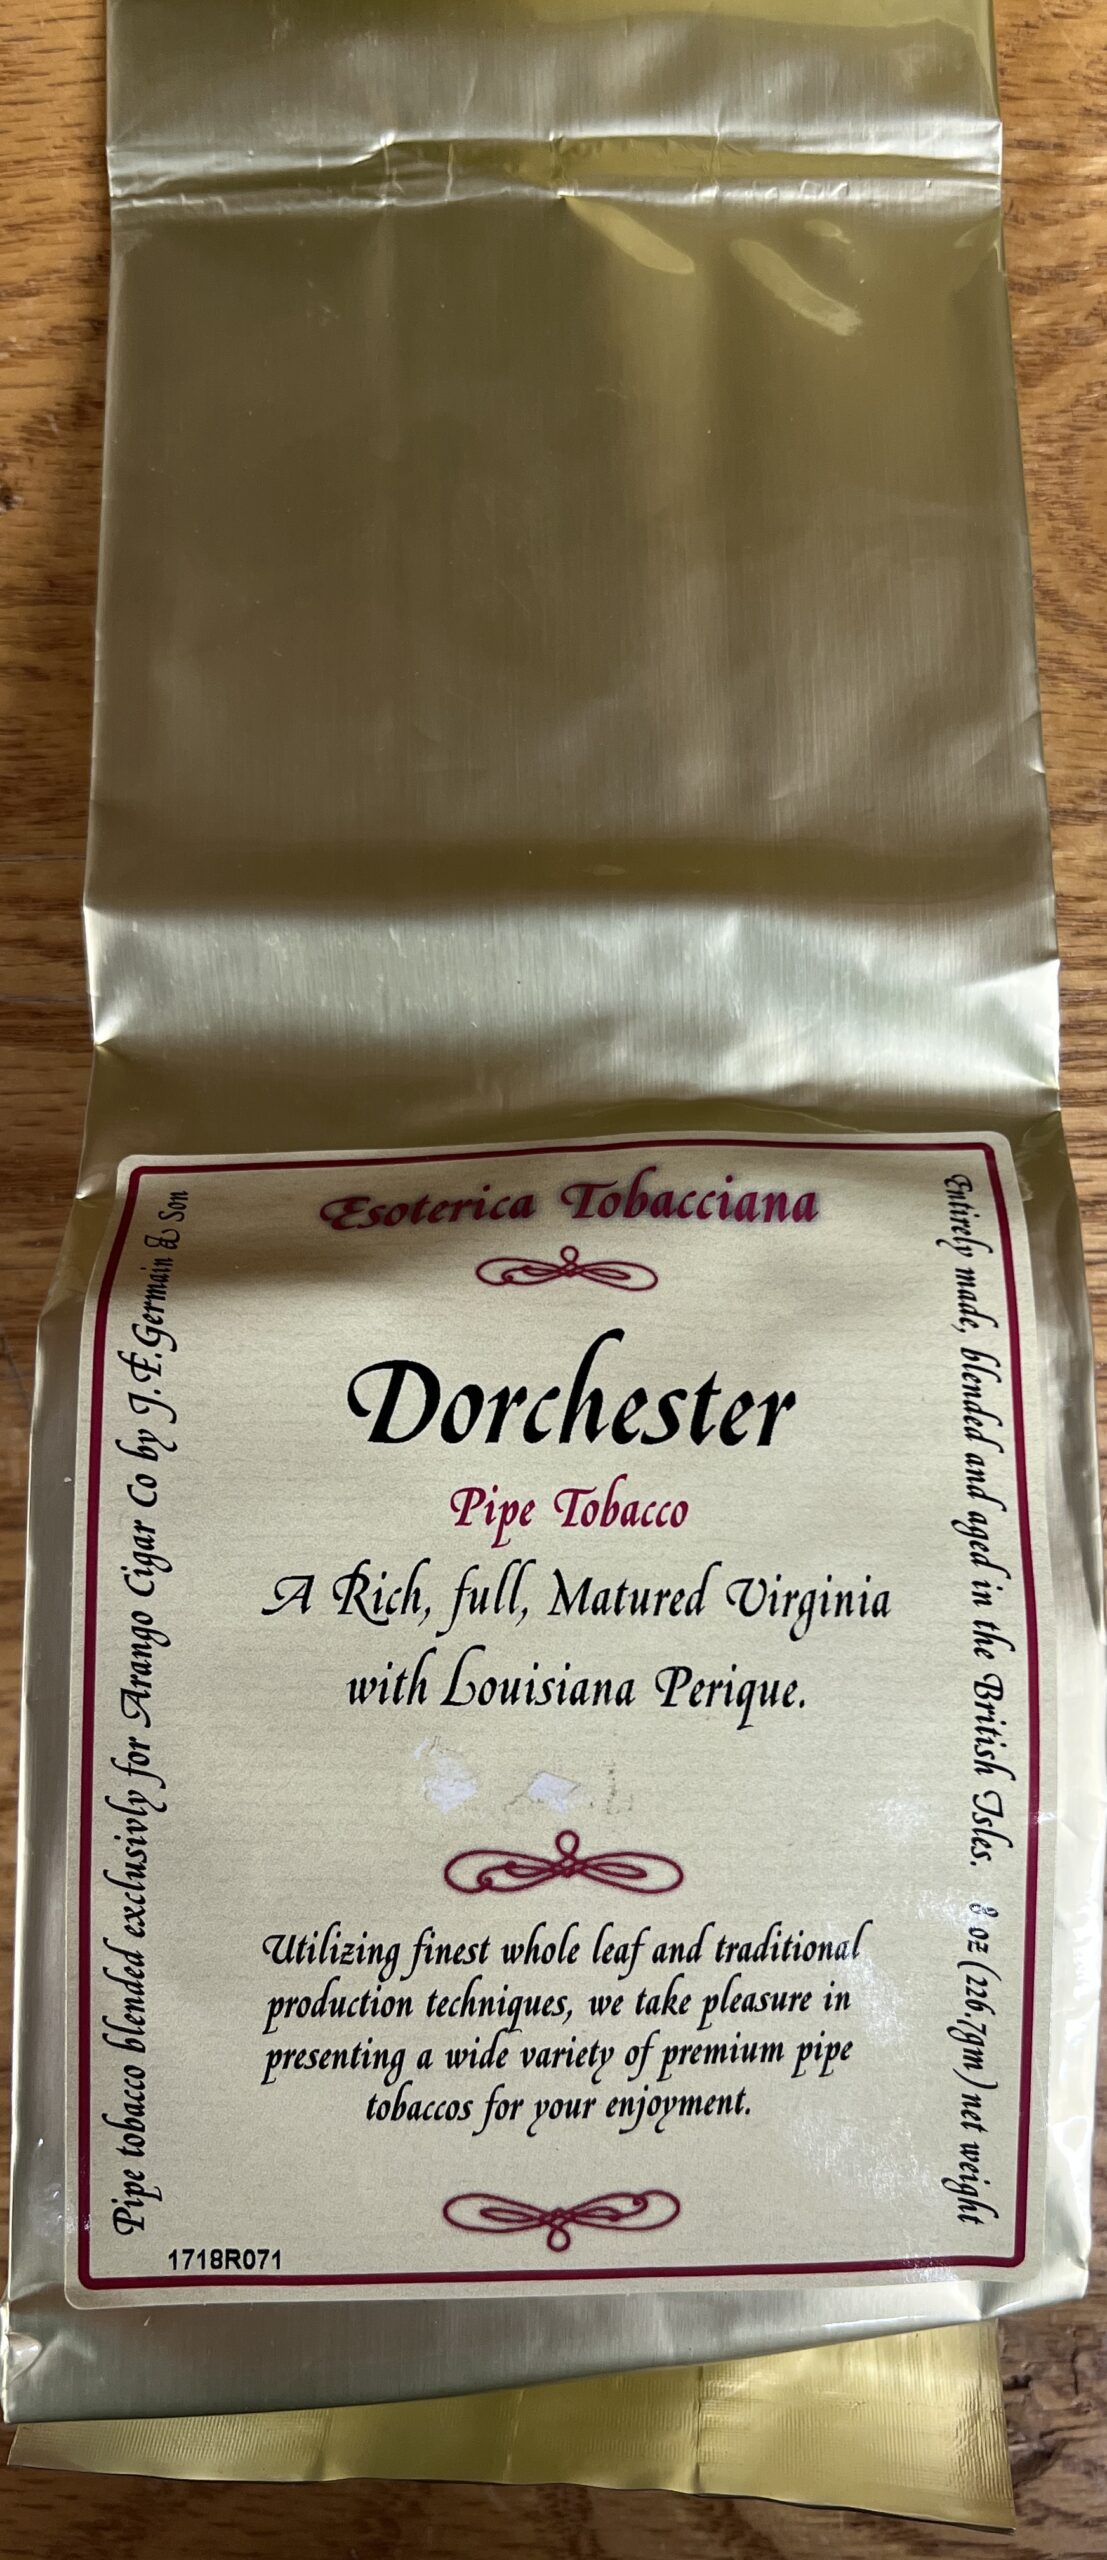 Esoterica Tobacciana
Dorchester
Pipe Tobacco
A Rich, full, Matured Virginia
with Louisiana Perique.
Utilizing finest whole leaf and traditional
production techniques, we take pleasure in
presenting a wide variety of premium pipe
tobaccos for your enjoyment.
Pipe tobacco blended exclusivly for Arango Cigar Co by J.F.Germain & Son
Entirely made, blended and aged in the British Isles. 8 oz (226.7gm) net weight
1718R071